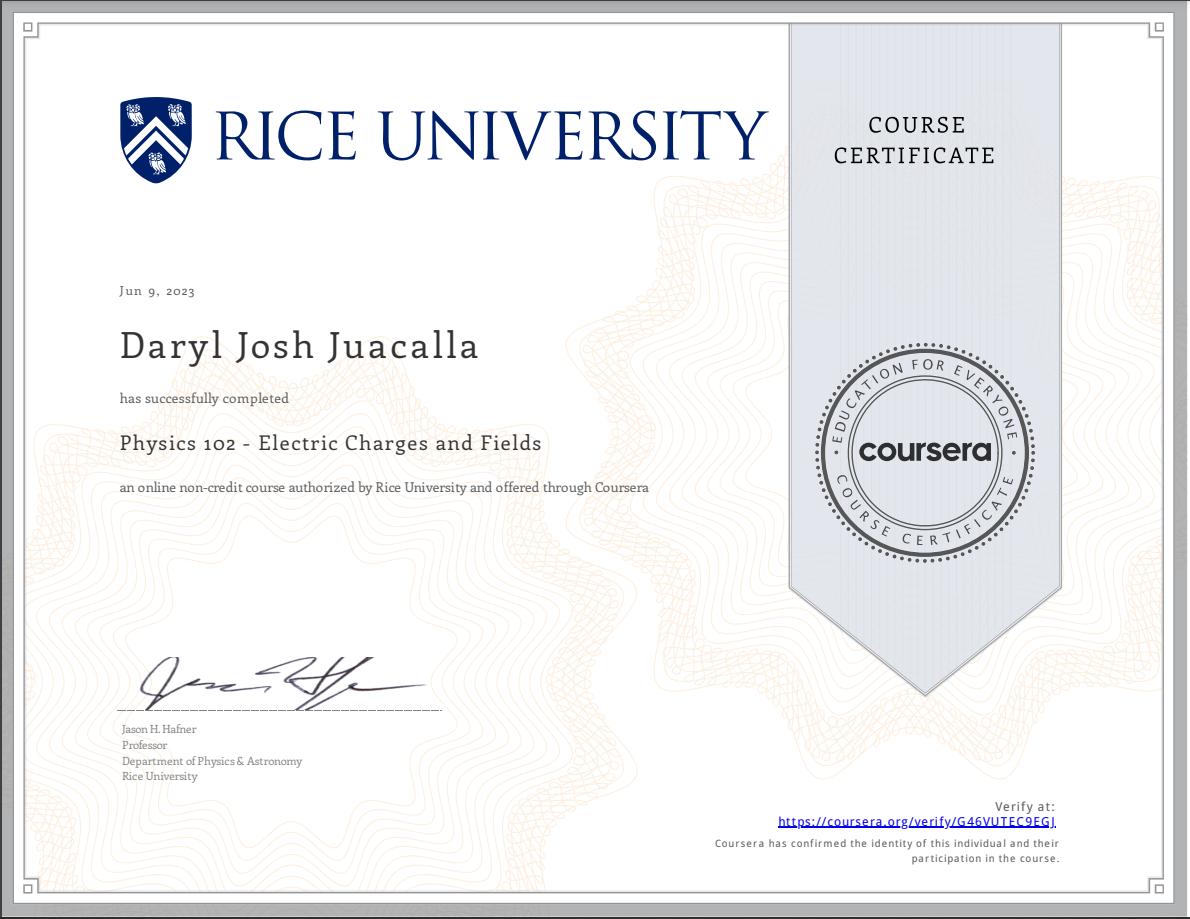 RICE UNIVERSITY
COURSE
CERTIFICATE
Jun 9, 2023
Daryl Josh Juacalla
has successfully completed
Physics 102 - Electric Charges and Fields
an online non-credit course authorized by Rice University and offered through Coursera
EDUCATION FOR EVERYONE
coursera
COURSE CERTIFICATE
Jason H. Hafner
Professor
Department of Physics & Astronomy
Rice University
Verify at:
https://coursera.org/verify/G46VUTEC9EGJ
Coursera has confirmed the identity of this individual and their
participation in the course.